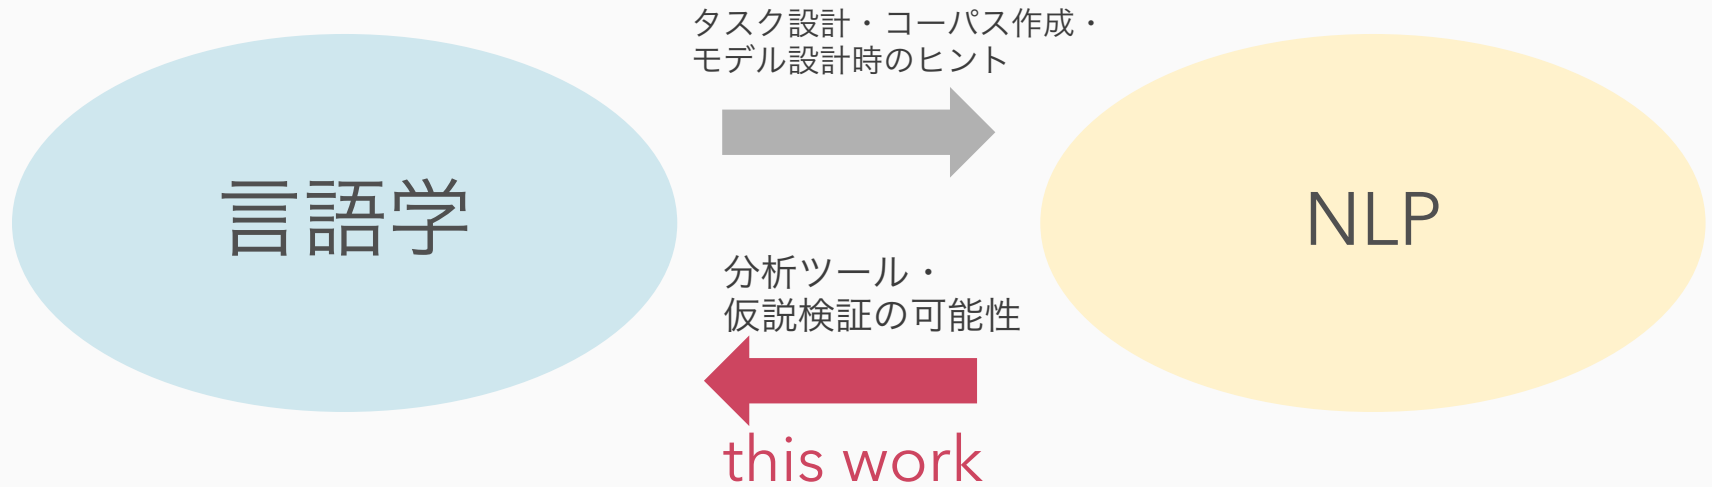 タスク設計・コーパス作成・
モデル設計時のヒント
言語学
NLP
分析ツール・
仮説検証の可能性
this work